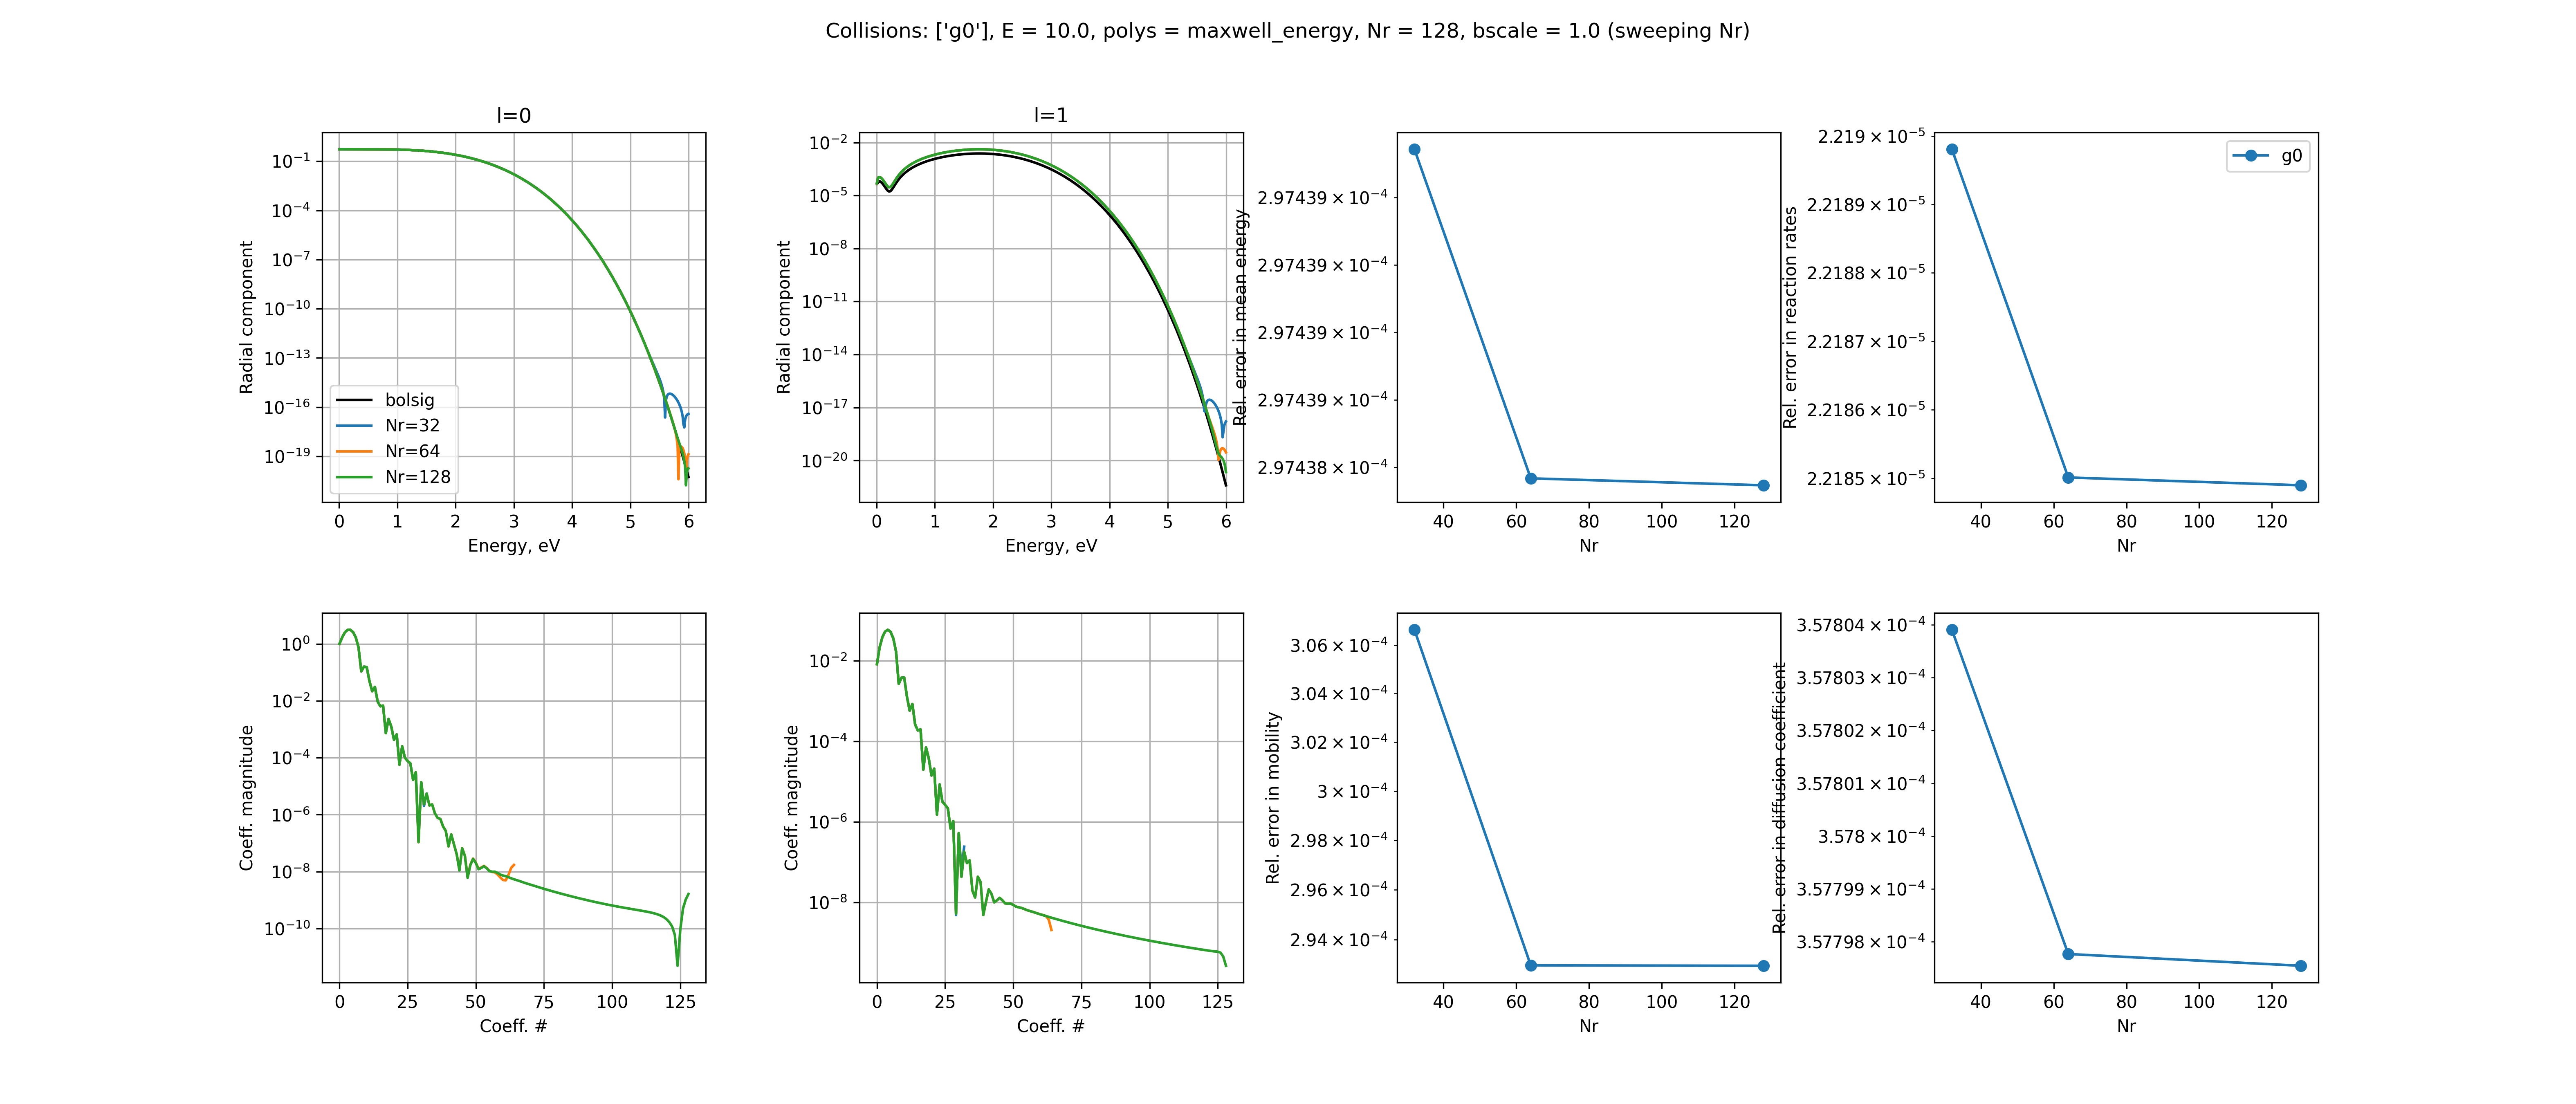 Collisions: ['g0'], E = 10.0, polys = maxwell_energy, Nr = 128, bscale = 1.0 (sweeping Nr)
l=0
Radial component
10⁻¹
10⁻⁴
10⁻⁷
10⁻¹⁰
10⁻¹³
10⁻¹⁶
10⁻¹⁹
bolsig
Nr=32
Nr=64
Nr=128
0 1 2 3 4 5 6
Energy, eV
l=1
Radial component
10⁻²
10⁻⁵
10⁻⁸
10⁻¹¹
10⁻¹⁴
10⁻¹⁷
10⁻²⁰
0 1 2 3 4 5 6
Energy, eV
Rel. error in mean energy
2.97439 × 10⁻⁴
2.97439 × 10⁻⁴
2.97439 × 10⁻⁴
2.97439 × 10⁻⁴
2.97438 × 10⁻⁴
40 60 80 100 120
Nr
Rel. error in reaction rates
2.219 × 10⁻⁵
2.2189 × 10⁻⁵
2.2188 × 10⁻⁵
2.2187 × 10⁻⁵
2.2186 × 10⁻⁵
2.2185 × 10⁻⁵
g0
40 60 80 100 120
Nr
Coeff. magnitude
10⁰
10⁻²
10⁻⁴
10⁻⁶
10⁻⁸
10⁻¹⁰
0 25 50 75 100 125
Coeff. #
Coeff. magnitude
10⁻²
10⁻⁴
10⁻⁶
10⁻⁸
0 25 50 75 100 125
Coeff. #
Rel. error in mobility
3.06 × 10⁻⁴
3.04 × 10⁻⁴
3.02 × 10⁻⁴
3 × 10⁻⁴
2.98 × 10⁻⁴
2.96 × 10⁻⁴
2.94 × 10⁻⁴
40 60 80 100 120
Nr
Rel. error in diffusion coefficient
3.57804 × 10⁻⁴
3.57803 × 10⁻⁴
3.57802 × 10⁻⁴
3.57801 × 10⁻⁴
3.578 × 10⁻⁴
3.57799 × 10⁻⁴
3.57798 × 10⁻⁴
40 60 80 100 120
Nr